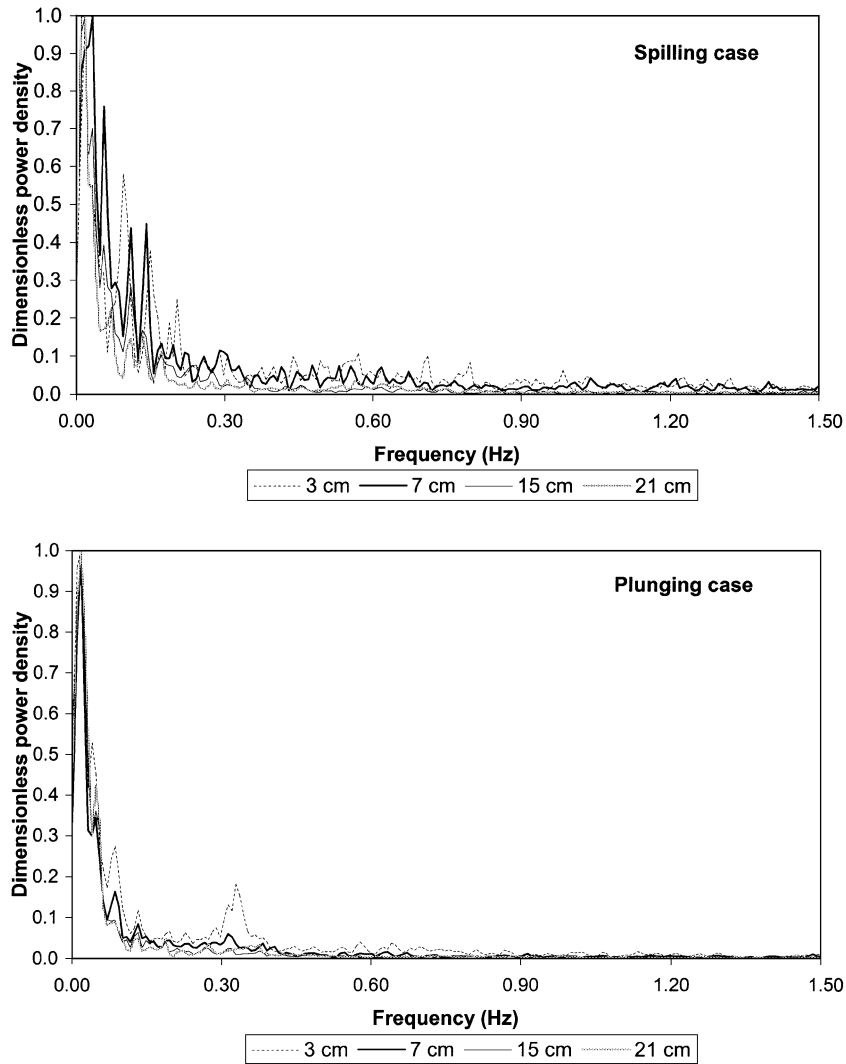 Spilling case
Dimensionless power density
1.0
0.9
0.8
0.7
0.6
0.5
0.4
0.3
0.2
0.1
0.0
0.00 0.30 0.60 0.90 1.20 1.50
Frequency (Hz)
3 cm 7 cm 15 cm 21 cm
Plunging case
Dimensionless power density
1.0
0.9
0.8
0.7
0.6
0.5
0.4
0.3
0.2
0.1
0.0
0.00 0.30 0.60 0.90 1.20 1.50
Frequency (Hz)
3 cm 7 cm 15 cm 21 cm